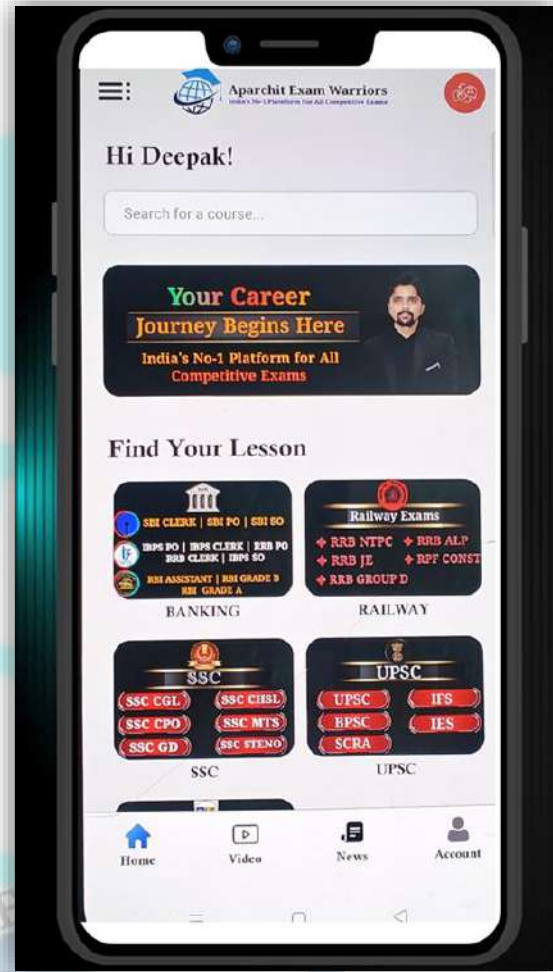 Aparchit Exam Warriors
India's No-1 Platform for All Competitive Exams
Hi Deepak!
Search for a course...
Your Career
Journey Begins Here
India's No-1 Platform for All
Competitive Exams
Find Your Lesson
SBI CLERK | SBI PO | SBI SO
IBPS PO | IBPS CLERK | RRB PO
RRB CLERK | IBPS SO
RBI ASSISTANT | RBI GRADE B
RBI GRADE A
BANKING
Railway Exams
RRB NTPC
RRB ALP
RRB JE
RPF CONST
RRB GROUP D
RAILWAY
SSC
SSC CGL
SSC CHSL
SSC CPO
SSC MTS
SSC GD
SSC STENO
SSC
UPSC
UPSC
IFS
BPSC
IES
SCRA
UPSC
Home
Video
News
Account